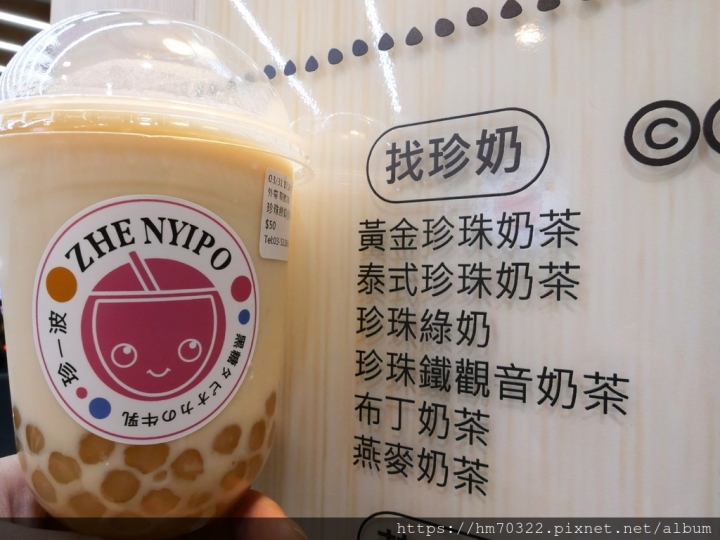 ZHE NYIPO
珍一波
黑糖タピオカの牛乳
$50
找珍奶
黃金珍珠奶茶
泰式珍珠奶茶
珍珠綠奶
珍珠鐵觀音奶茶
布丁奶茶
燕麥奶茶
https://hm70322.pixnet.net/album